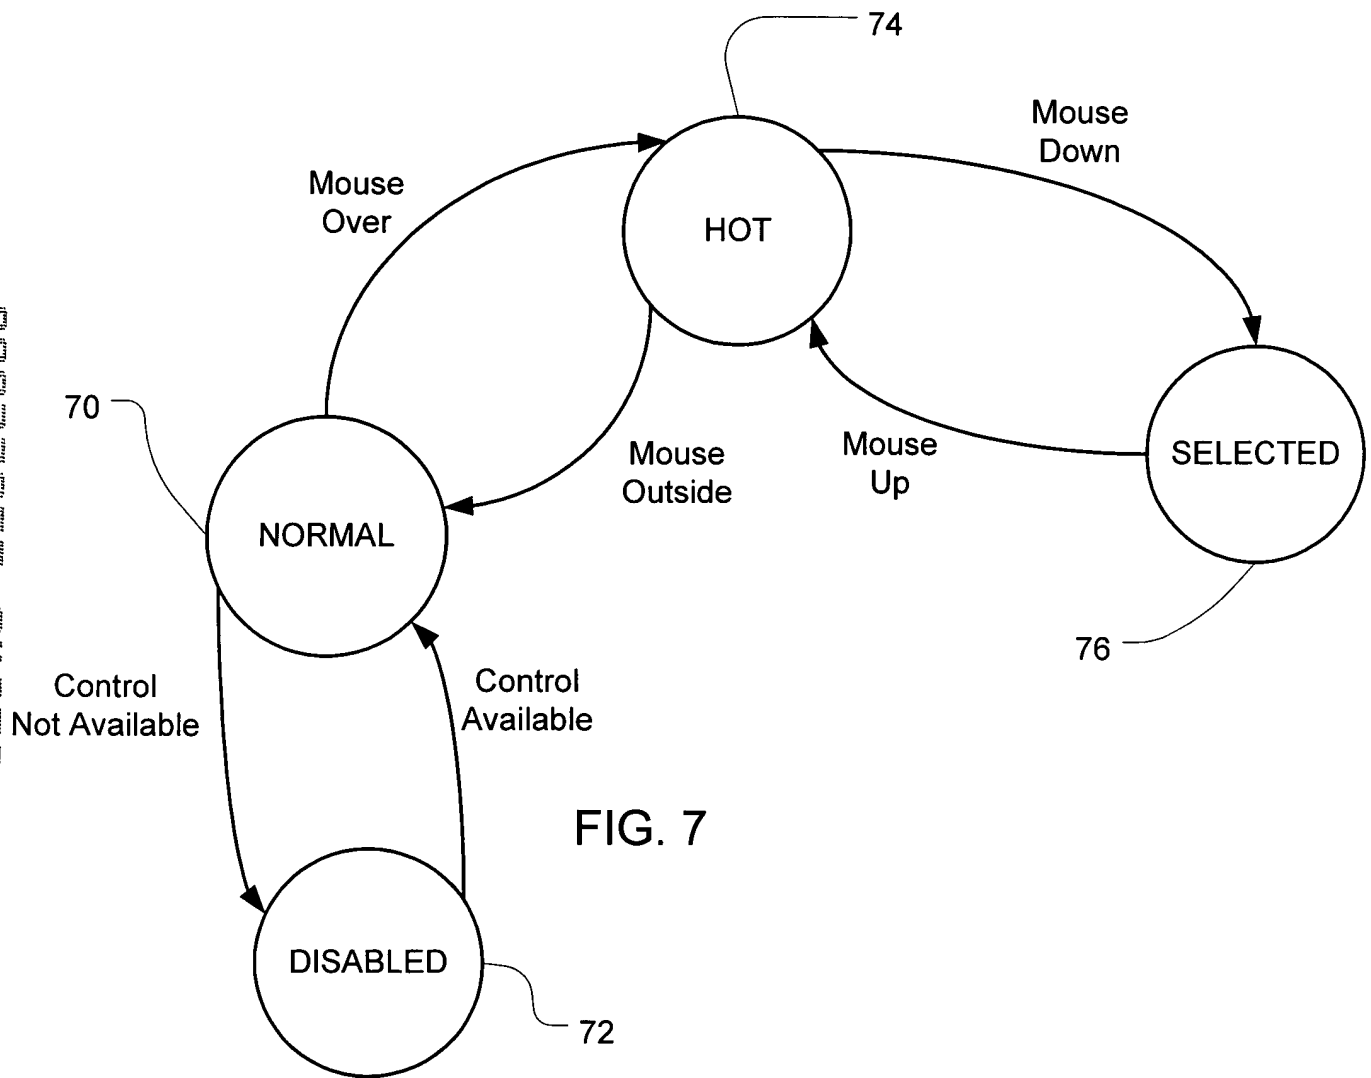 74
Mouse
Down
Mouse
Over
HOT
70
Mouse
Outside
Mouse
Up
SELECTED
NORMAL
76
Control
Not Available
Control
Available
FIG. 7
DISABLED
72